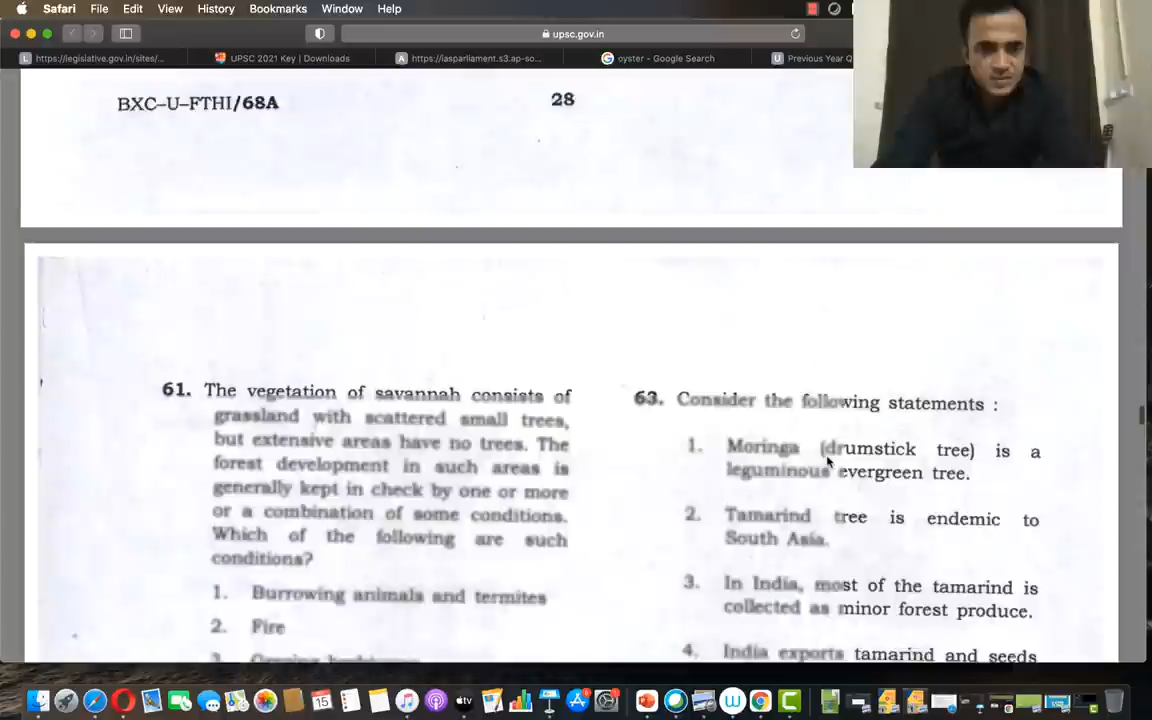 Safari File Edit View History Bookmarks Window Help
upsc.gov.in
L https://legislative.gov.in/sites/...
UPSC 2021 Key | Downloads
A https://iasparliament.s3.ap-so...
G oyster - Google Search
U Previous Year Q
BXC–U–FTHI/68A
28
61. The vegetation of savannah consists of
grassland with scattered small trees,
but extensive areas have no trees. The
forest development in such areas is
generally kept in check by one or more
or a combination of some conditions.
Which of the following are such
conditions?
1. Burrowing animals and termites
2. Fire
3. Grazing
63. Consider the following statements :
1. Moringa (drumstick tree) is a
leguminous evergreen tree.
2. Tamarind tree is endemic to
South Asia.
3. In India, most of the tamarind is
collected as minor forest produce.
4. India exports tamarind and seeds
15
tv